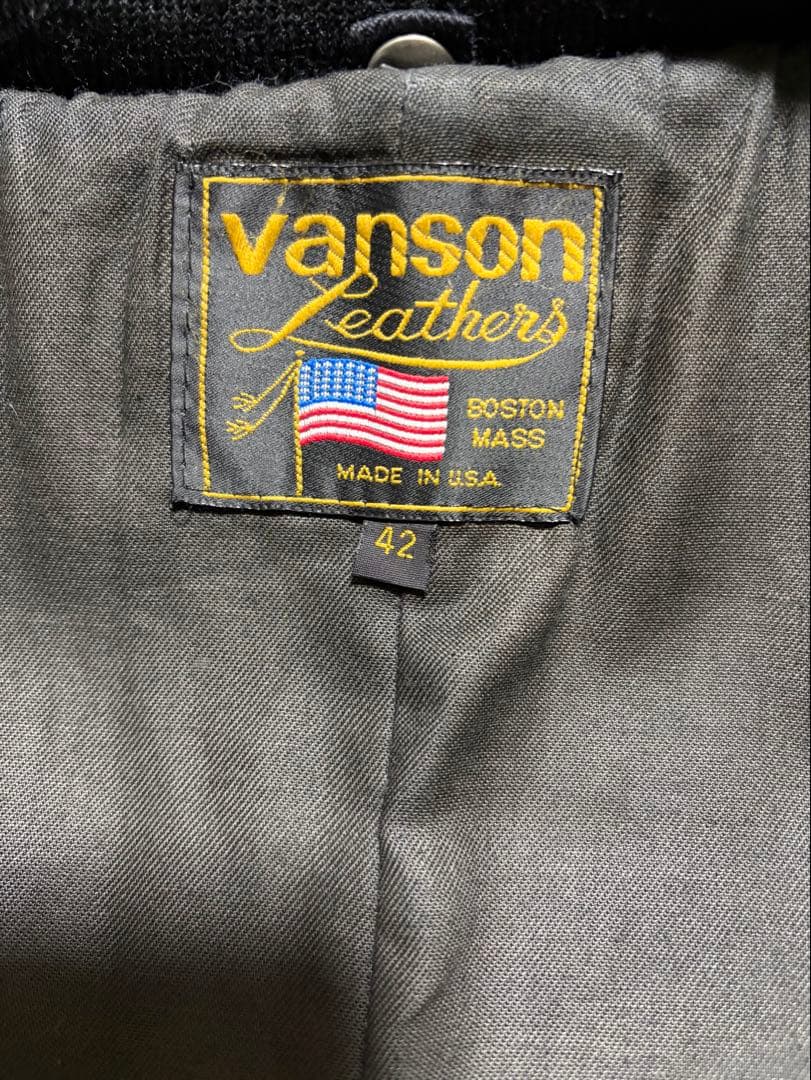 vanson
Leathers
BOSTON
MASS
MADE IN U.S.A.
42